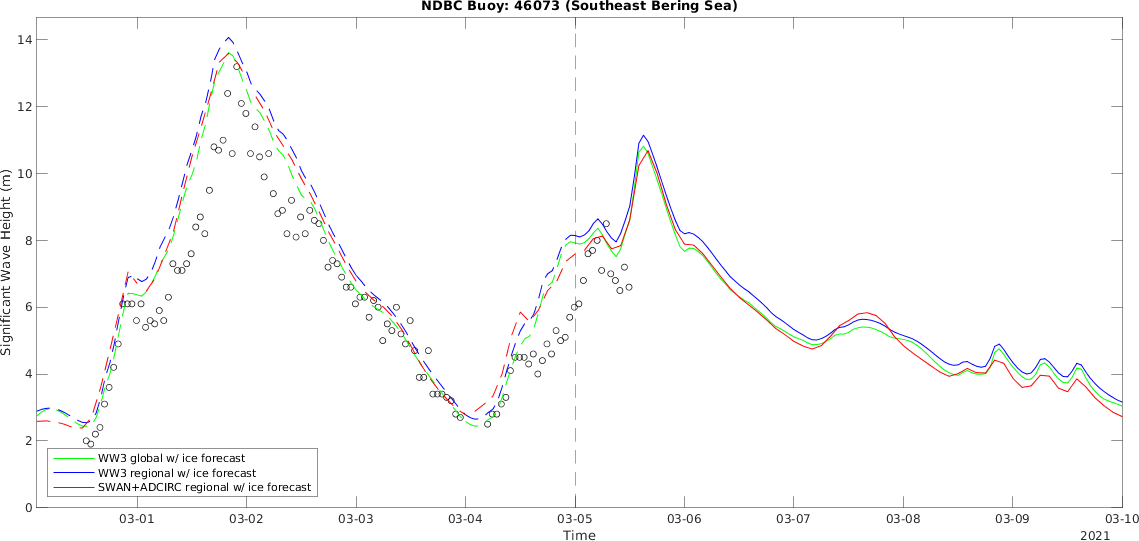 NDBC Buoy: 46073 (Southeast Bering Sea)
Significant Wave Height (m)
14
12
10
8
6
4
2
0
WW3 global w/ ice forecast
WW3 regional w/ ice forecast
SWAN+ADCIRC regional w/ ice forecast
03-01 03-02 03-03 03-04 03-05 03-06 03-07 03-08 03-09 03-10
Time
2021